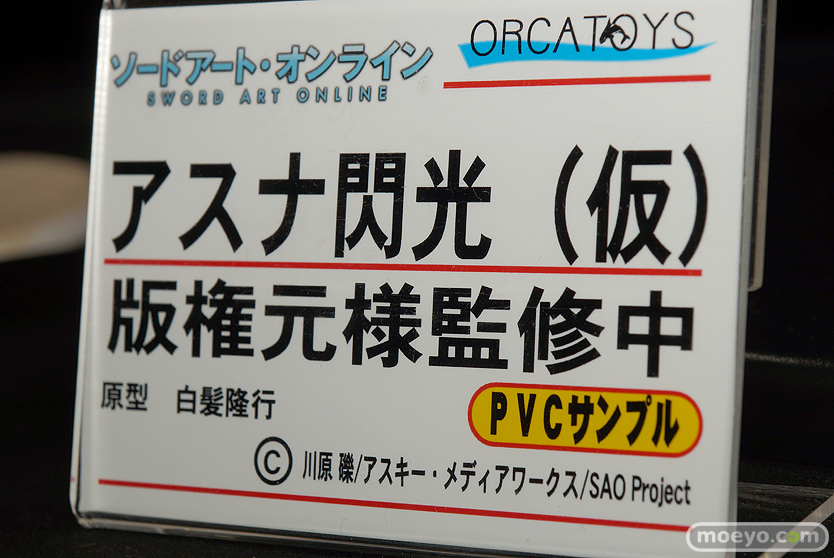 ORCATOYS
ソードアート・オンライン
SWORD ART ONLINE
アスナ閃光（仮）
版権元様監修中
原型　白髪隆行
PVCサンプル
©川原 礫/アスキー・メディアワークス/SAO Project
moeyo.com